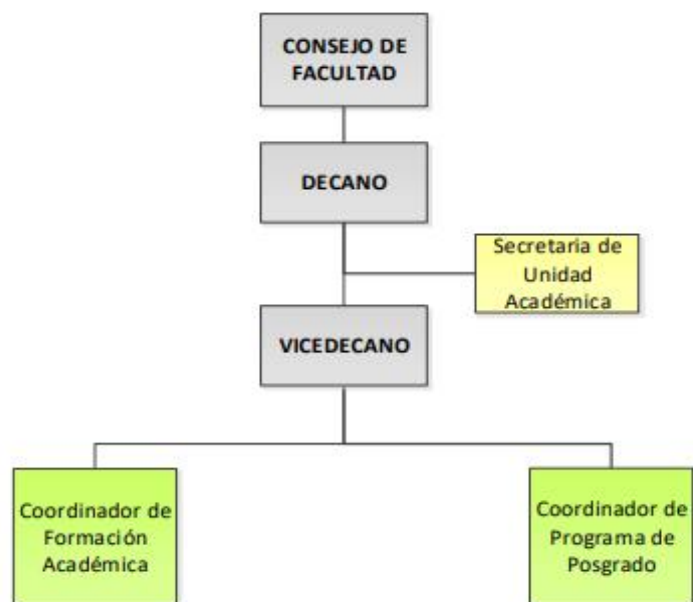 CONSEJO DE
FACULTAD
DECANO
Secretaria de
Unidad
Académica
VICEDECANO
Coordinador de
Formación
Académica
Coordinador de
Programa de
Posgrado